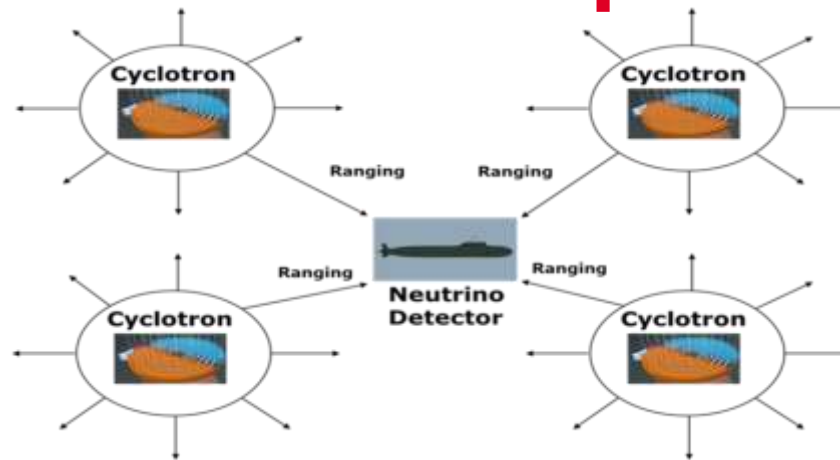 Cyclotron
Cyclotron
Ranging
Ranging
Ranging
Ranging
Neutrino
Detector
Cyclotron
Cyclotron